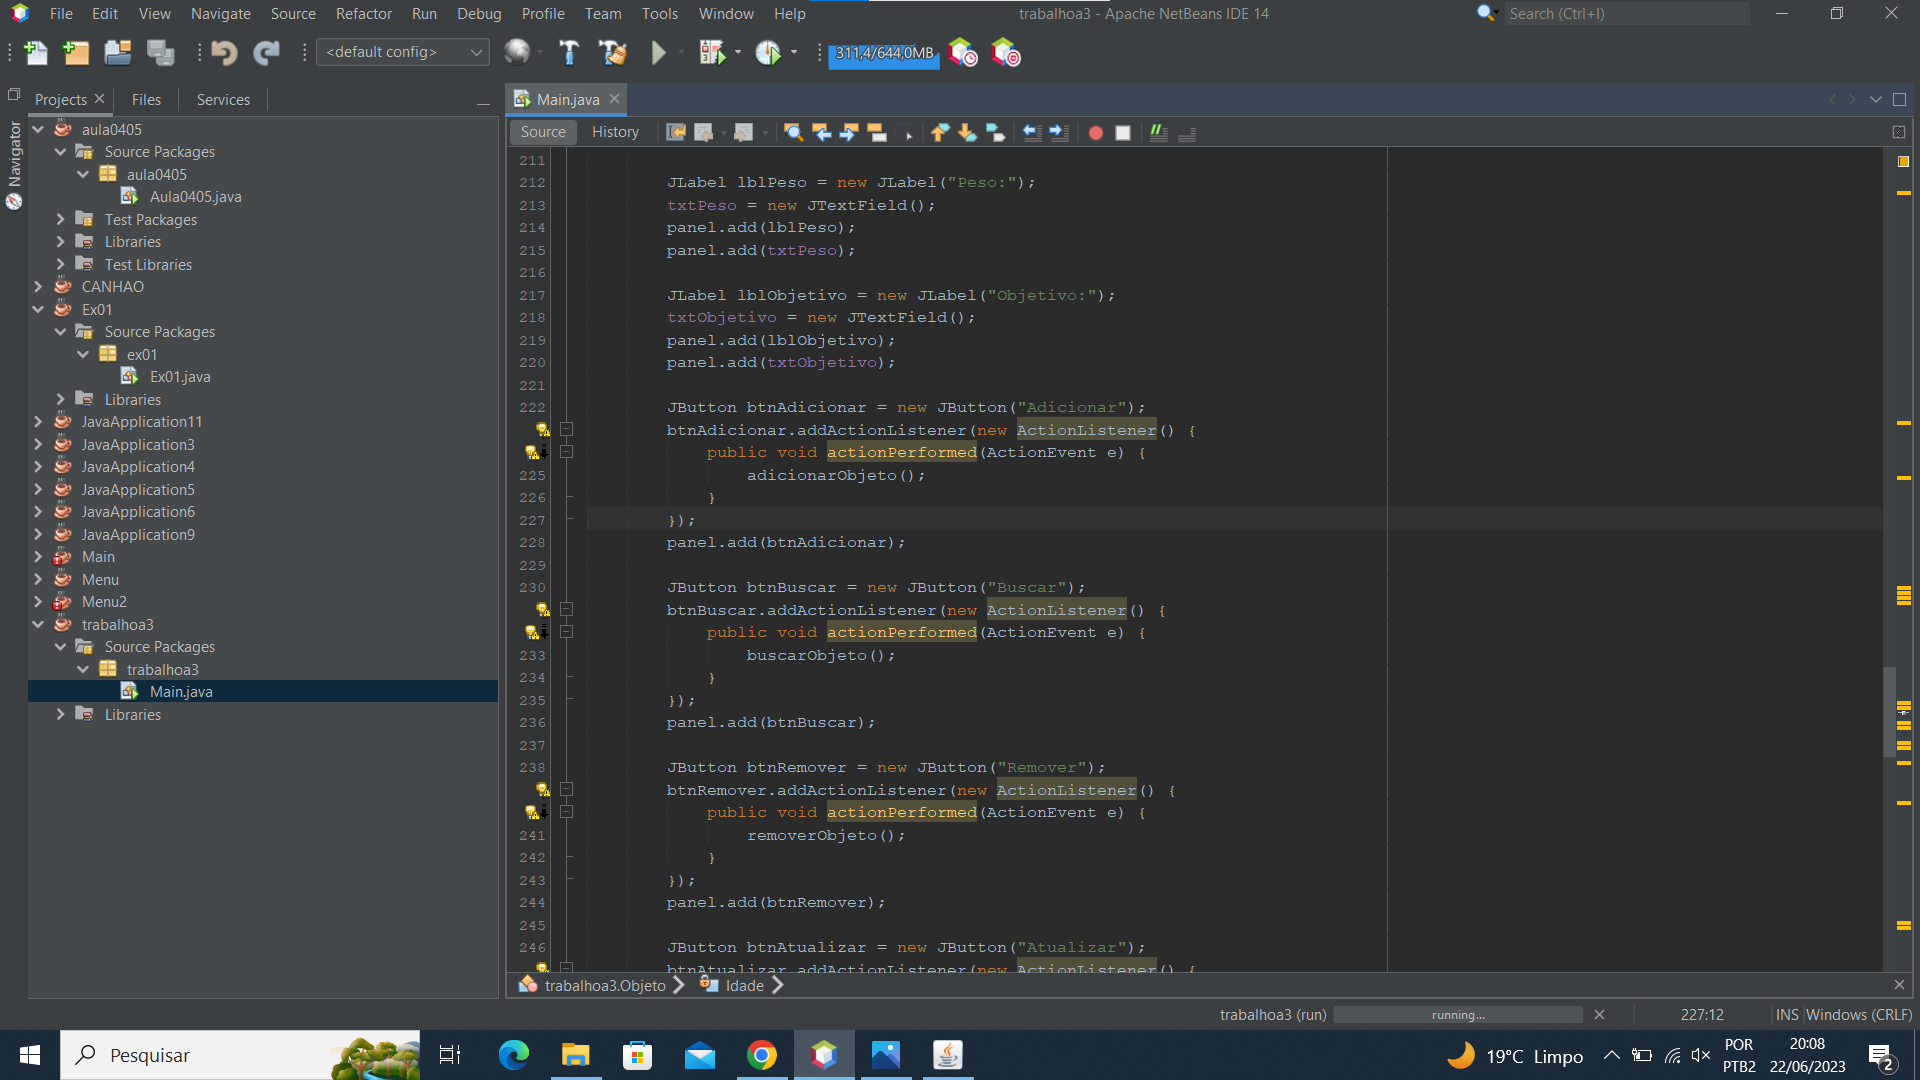 File Edit View Navigate Source Refactor Run Debug Profile Team Tools Window Help
trabalhoa3 - Apache NetBeans IDE 14
Search (Ctrl+I)
<default config>
311,4/644,0MB
Projects Files Services
Navigator
aula0405
Source Packages
aula0405
Aula0405.java
Test Packages
Libraries
Test Libraries
CANHAO
Ex01
Source Packages
ex01
Ex01.java
Libraries
JavaApplication11
JavaApplication3
JavaApplication4
JavaApplication5
JavaApplication6
JavaApplication9
Main
Menu
Menu2
trabalhoa3
Source Packages
trabalhoa3
Main.java
Libraries
Main.java
Source History
211
212 JLabel lblPeso = new JLabel("Peso:");
213 txtPeso = new JTextField();
214 panel.add(lblPeso);
215 panel.add(txtPeso);
216
217 JLabel lblObjetivo = new JLabel("Objetivo:");
218 txtObjetivo = new JTextField();
219 panel.add(lblObjetivo);
220 panel.add(txtObjetivo);
221
222 JButton btnAdicionar = new JButton("Adicionar");
btnAdicionar.addActionListener(new ActionListener() {
public void actionPerformed(ActionEvent e) {
225 adicionarObjeto();
226 }
227 });
228 panel.add(btnAdicionar);
229
230 JButton btnBuscar = new JButton("Buscar");
btnBuscar.addActionListener(new ActionListener() {
public void actionPerformed(ActionEvent e) {
233 buscarObjeto();
234 }
235 });
236 panel.add(btnBuscar);
237
238 JButton btnRemover = new JButton("Remover");
btnRemover.addActionListener(new ActionListener() {
public void actionPerformed(ActionEvent e) {
241 removerObjeto();
242 }
243 });
244 panel.add(btnRemover);
245
246 JButton btnAtualizar = new JButton("Atualizar");
btnAtualizar.addActionListener(new ActionListener() {
trabalhoa3.Objeto Idade
trabalhoa3 (run) running... 227:12 INS Windows (CRLF)
Pesquisar
19°C Limpo
POR
PTB2
20:08
22/06/2023
2